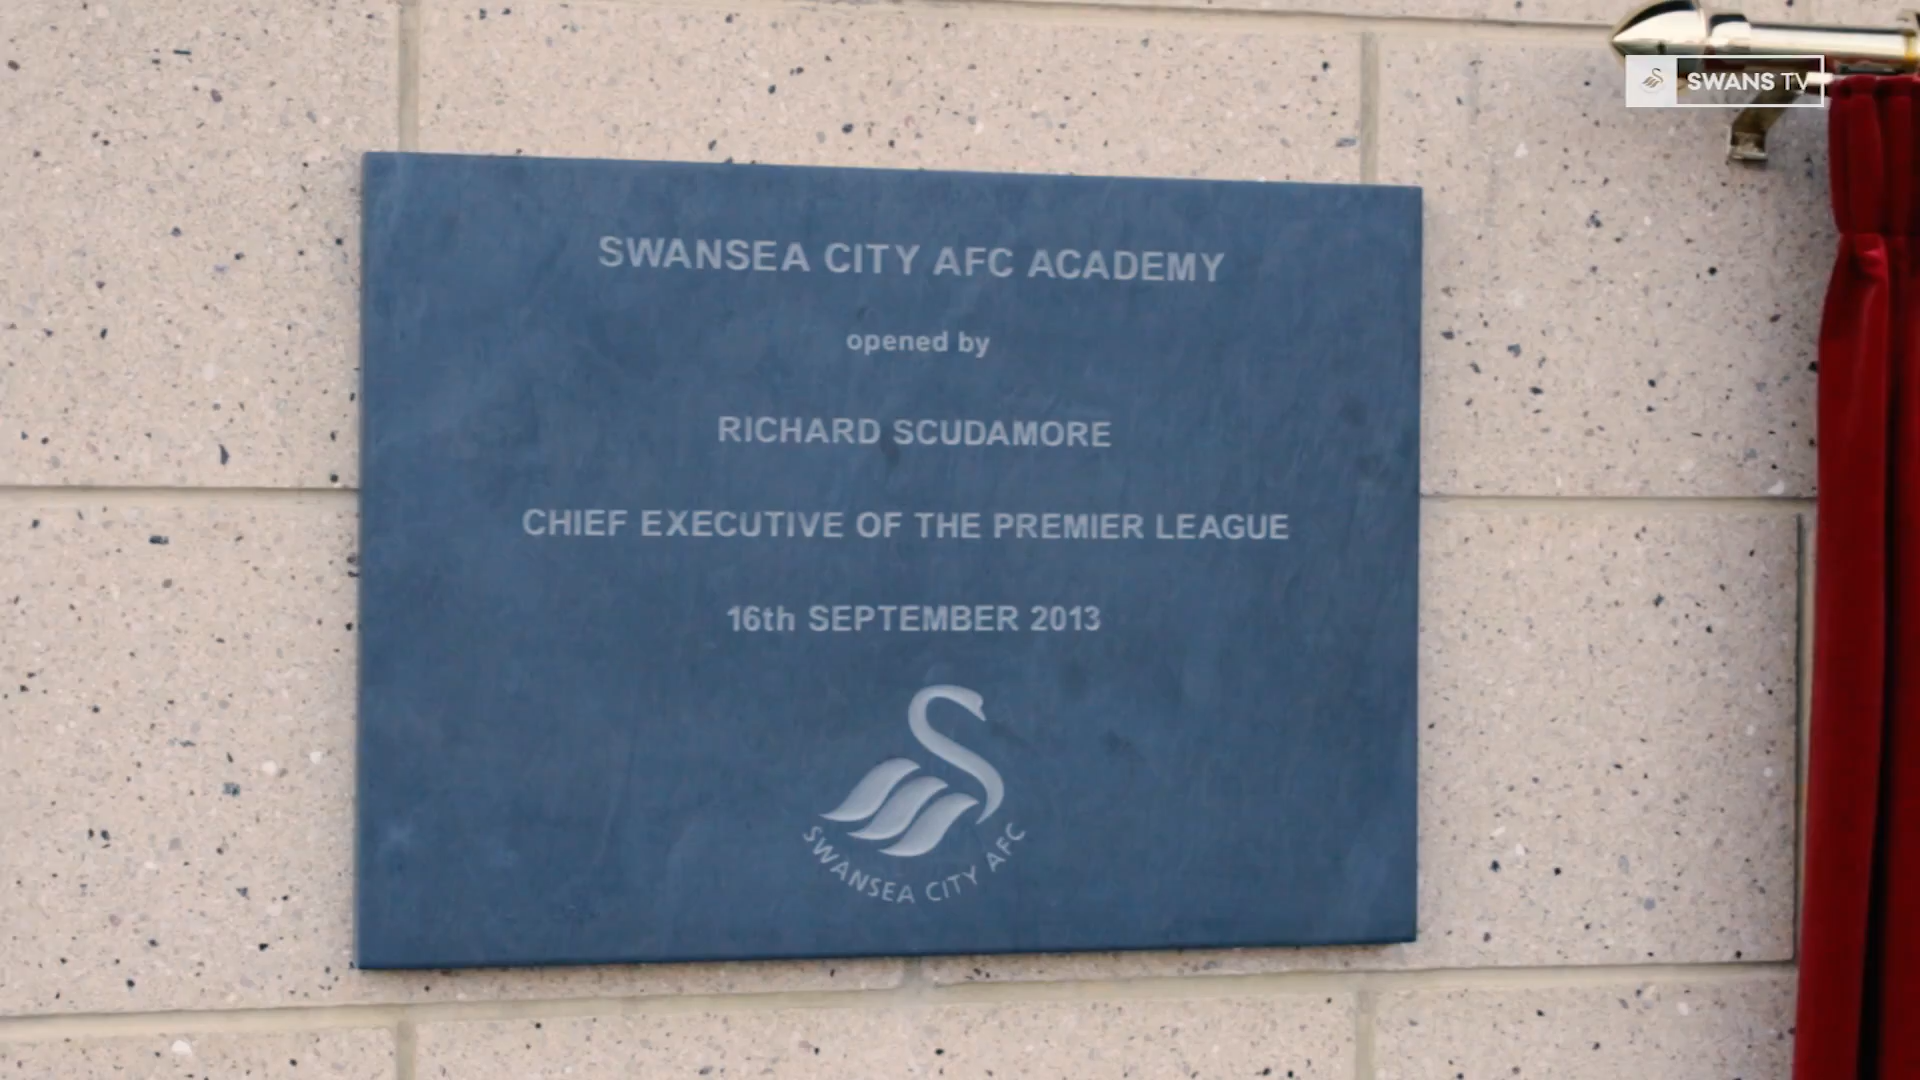 SWANS TV
SWANSEA CITY AFC ACADEMY
opened by
RICHARD SCUDAMORE
CHIEF EXECUTIVE OF THE PREMIER LEAGUE
16th SEPTEMBER 2013
SWANSEA CITY AFC